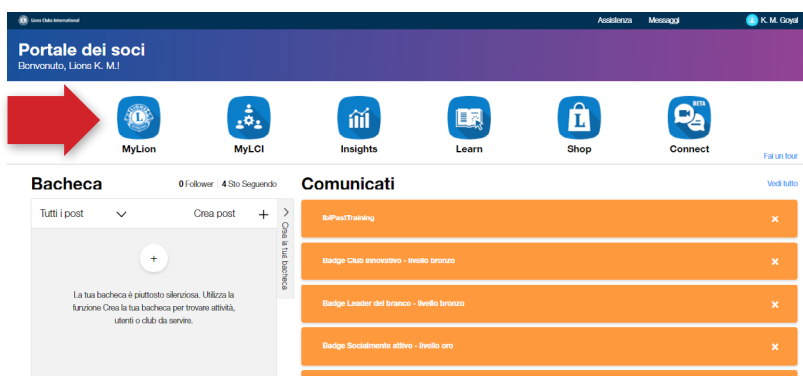 Lions Clubs International
Assistenza Messaggi K. M. Goyal
Portale dei soci
Benvenuto, Lions K. M.!
BETA
L
L
MyLion MyLCI Insights Learn Shop Connect
Fai un tour
Bacheca 0 Follower 4 Sto Seguendo
Comunicati Vedi tutto
Tutti i post Crea post +
Crea la tua bacheca
+
La tua bacheca è piuttosto silenziosa. Utilizza la
funzione Crea la tua bacheca per trovare attività,
utenti o club da servire.
lblPastTraining ×
Badge Club innovativo - livello bronzo ×
Badge Leader del branco - livello bronzo ×
Badge Socialmente attivo - livello oro ×